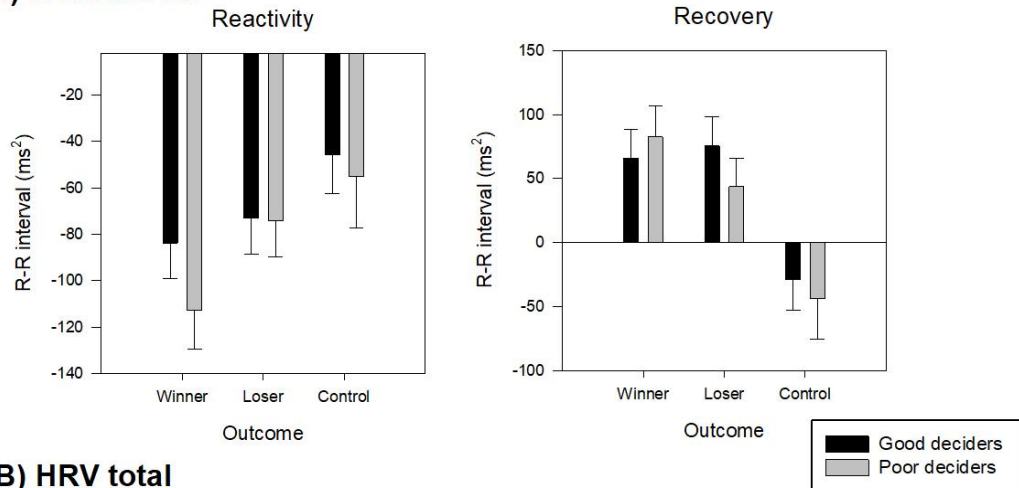 Reactivity
Recovery
R-R interval (ms²)
-20
-40
-60
-80
-100
-120
-140
Winner Loser Control
Outcome
R-R interval (ms²)
150
100
50
0
-50
-100
Winner Loser Control
Outcome
Good deciders
Poor deciders
B) HRV total